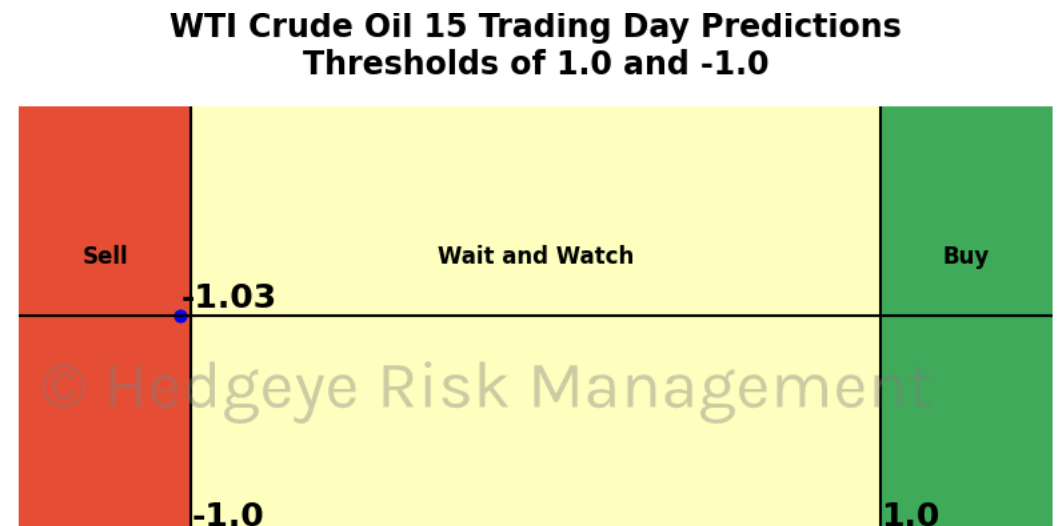 WTI Crude Oil 15 Trading Day Predictions
Thresholds of 1.0 and -1.0
Sell
Wait and Watch
Buy
-1.03
© Hedgeye Risk Management
-1.0
1.0